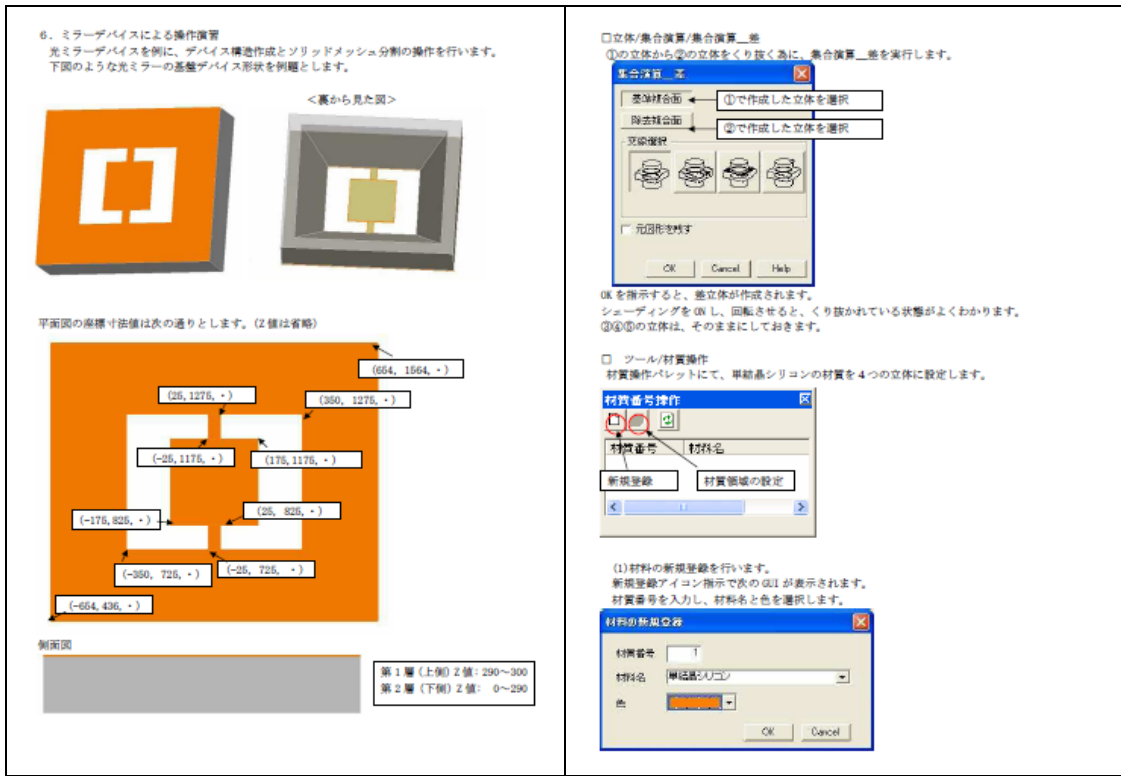 6．ミラーデバイスによる操作演習
光ミラーデバイスを例に、デバイス構造作成とソリッドメッシュ分割の操作を行います。
下図のような光ミラーの基盤デバイス形状を例題とします。
＜裏から見た図＞
平面図の座標寸法値は次の通りとします。(Z値は省略)
(654, 1564, ・)
(25,1275, ・)
(350, 1275, ・)
(-25,1175, ・)
(175,1175, ・)
(-175,825, ・)
(25, 825, ・)
(-350, 725, ・)
(-25, 725, ・)
(-654,436, ・)
側面図
第1層(上側)Z値：290～300
第2層(下側)Z値： 0～290
□立体/集合演算/集合演算__差
①の立体から②の立体をくり抜く為に、集合演算__差を実行します。
集合演算__差
基準複合面
①で作成した立体を選択
除去複合面
②で作成した立体を選択
交線選択
元図形を残す
OK Cancel Help
OKを指示すると、差立体が作成されます。
シェーディングをONし、回転させると、くり抜かれている状態がよくわかります。
③④⑤の立体は、そのままにしておきます。
□ ツール/材質操作
材質操作パレットにて、単結晶シリコンの材質を4つの立体に設定します。
材質番号操作
材質番号 材料名
新規登録
材質領域の設定
(1)材料の新規登録を行います。
新規登録アイコン指示で次のGUIが表示されます。
材質番号を入力し、材料名と色を選択します。
材料の新規登録
材質番号 1
材料名 単結晶シリコン
色
OK Cancel